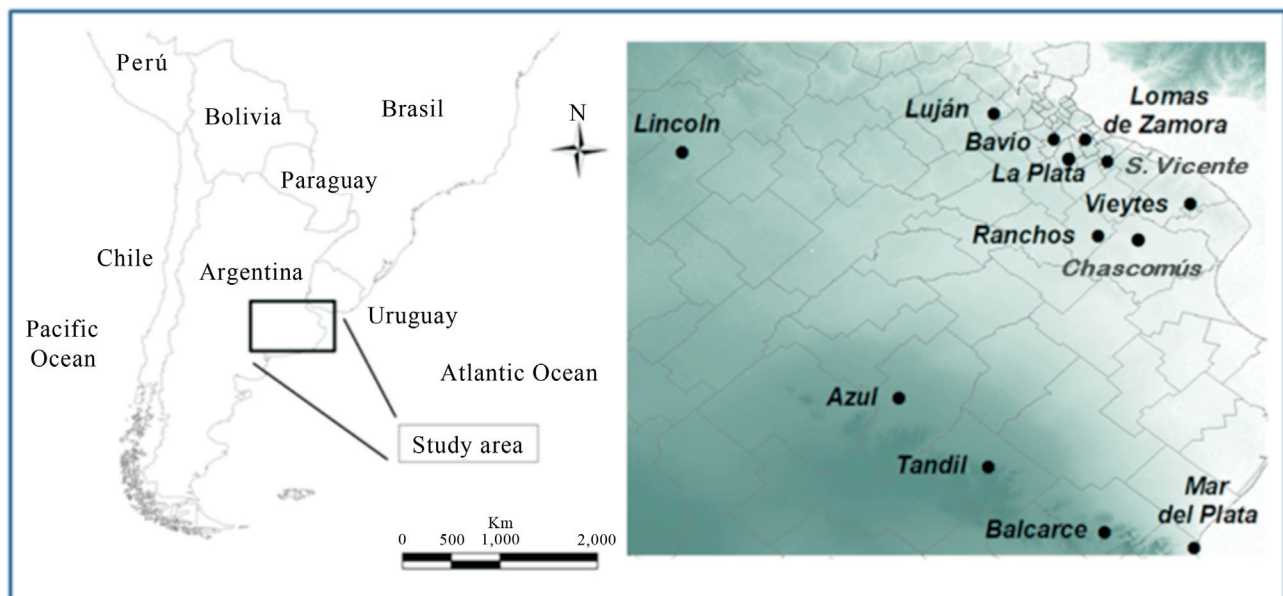 Perú
Bolivia
Brasil
N
Paraguay
Chile
Argentina
Uruguay
Pacific
Ocean
Atlantic Ocean
Study area
Km
0 500 1,000 2,000
Lincoln
Luján
Lomas
de Zamora
Bavio
La Plata
S. Vicente
Vieytes
Ranchos
Chascomús
Azul
Tandil
Mar
del Plata
Balcarce